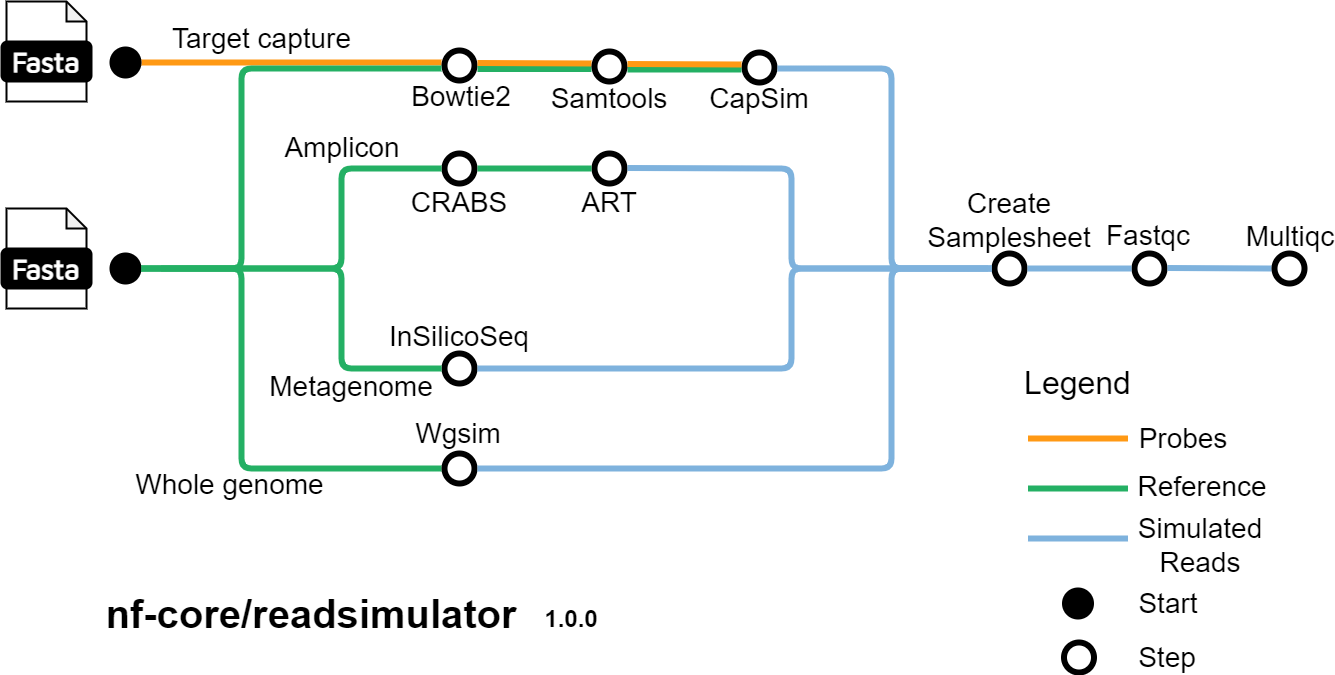 Fasta
Target capture
Bowtie2
Samtools
CapSim
Amplicon
CRABS
ART
Fasta
Create
Samplesheet
Fastqc
Multiqc
InSilicoSeq
Metagenome
Wgsim
Whole genome
Legend
Probes
Reference
Simulated
Reads
Start
Step
nf-core/readsimulator 1.0.0